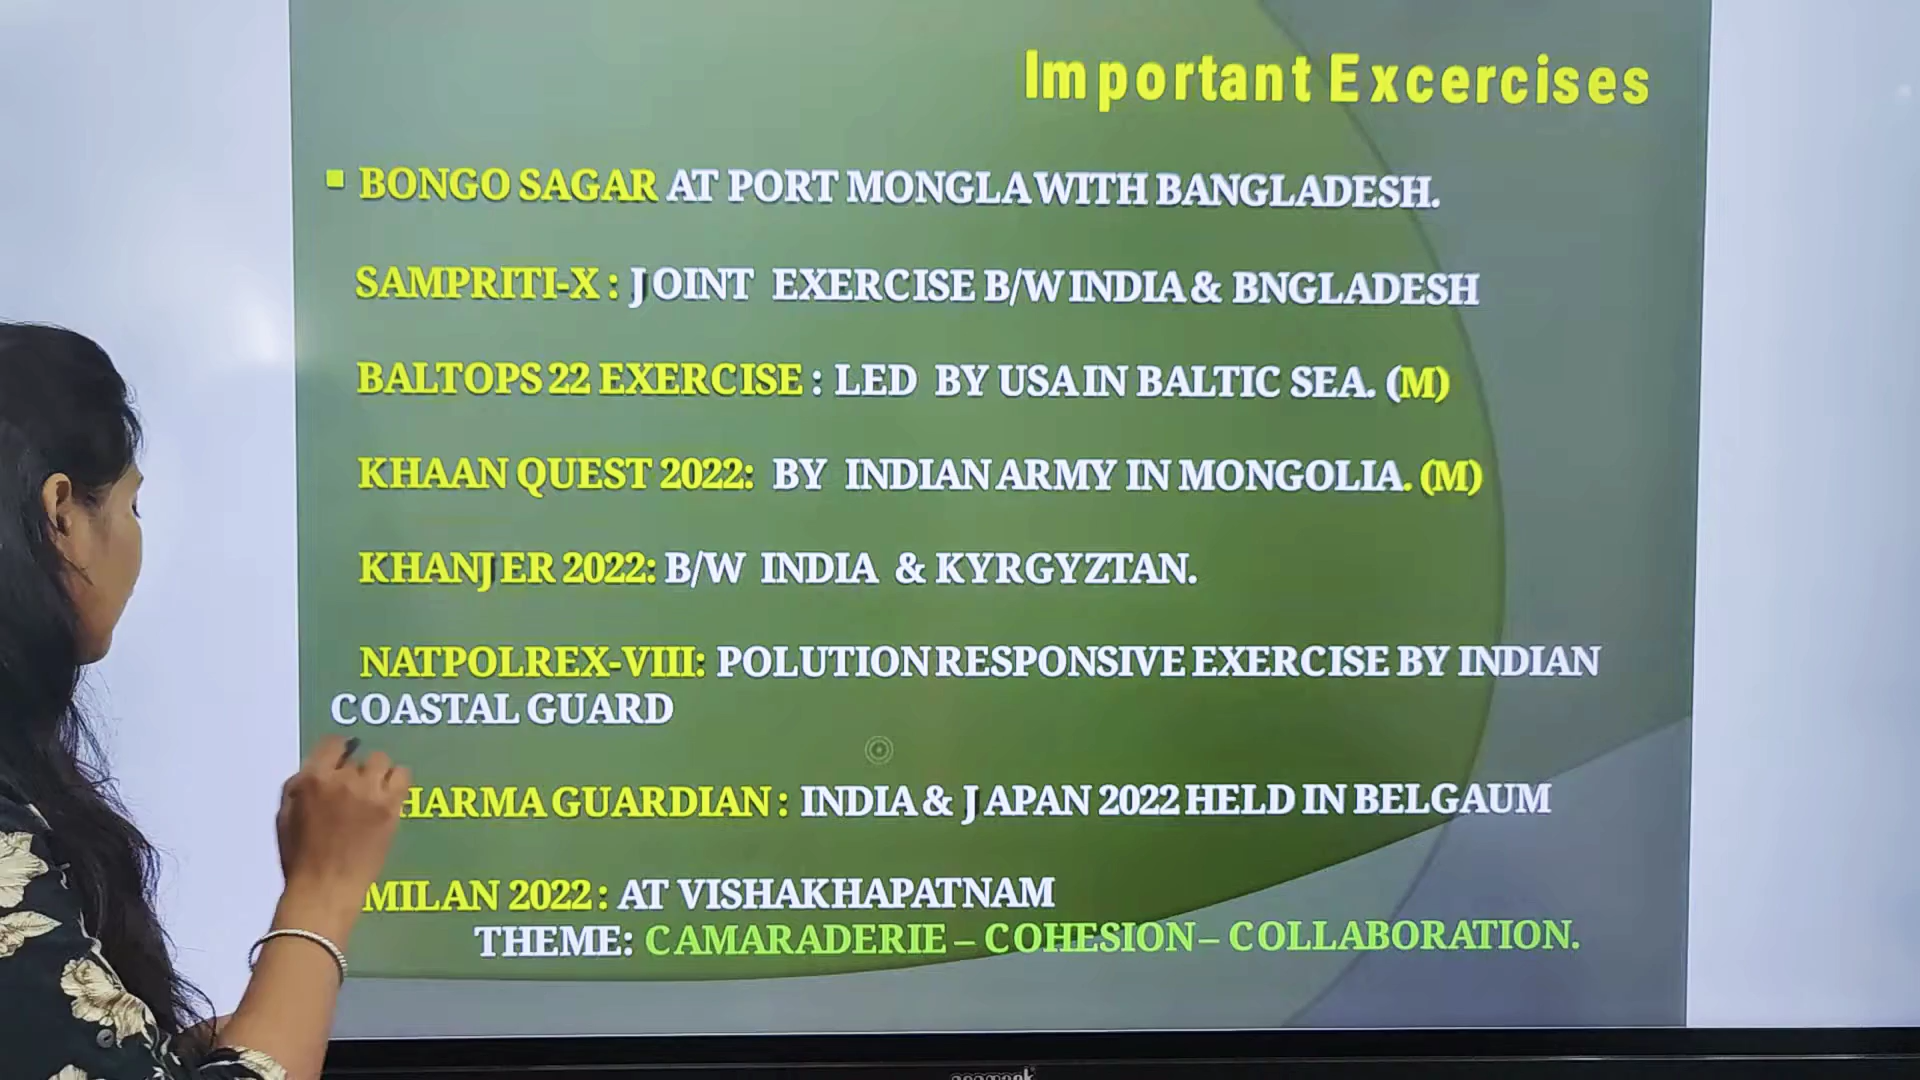 Important Excercises
BONGO SAGAR AT PORT MONGLA WITH BANGLADESH.
SAMPRITI-X : JOINT EXERCISE B/W INDIA & BNGLADESH
BALTOPS 22 EXERCISE : LED BY USA IN BALTIC SEA. (M)
KHAAN QUEST 2022: BY INDIAN ARMY IN MONGOLIA. (M)
KHANJER 2022: B/W INDIA & KYRGYZTAN.
NATPOLREX-VIII: POLUTION RESPONSIVE EXERCISE BY INDIAN
COASTAL GUARD
HARMA GUARDIAN : INDIA & JAPAN 2022 HELD IN BELGAUM
MILAN 2022 : AT VISHAKHAPATNAM
THEME: CAMARADERIE – COHESION – COLLABORATION.